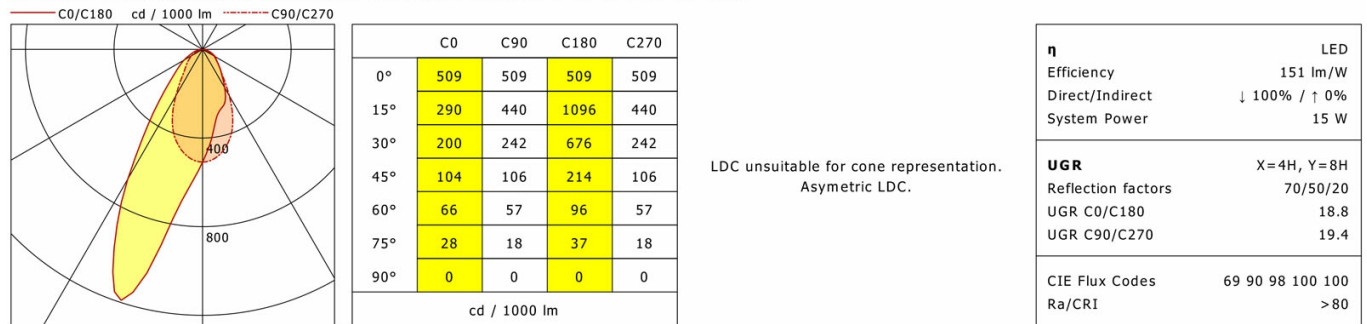 C0/C180 cd / 1000 lm C90/C270
400
800
C0 C90 C180 C270
0° 509 509 509 509
15° 290 440 1096 440
30° 200 242 676 242
45° 104 106 214 106
60° 66 57 96 57
75° 28 18 37 18
90° 0 0 0 0
cd / 1000 lm
LDC unsuitable for cone representation.
Asymetric LDC.
η LED
Efficiency 151 lm/W
Direct/Indirect ↓ 100% / ↑ 0%
System Power 15 W
UGR X=4H, Y=8H
Reflection factors 70/50/20
UGR C0/C180 18.8
UGR C90/C270 19.4
CIE Flux Codes 69 90 98 100 100
Ra/CRI >80